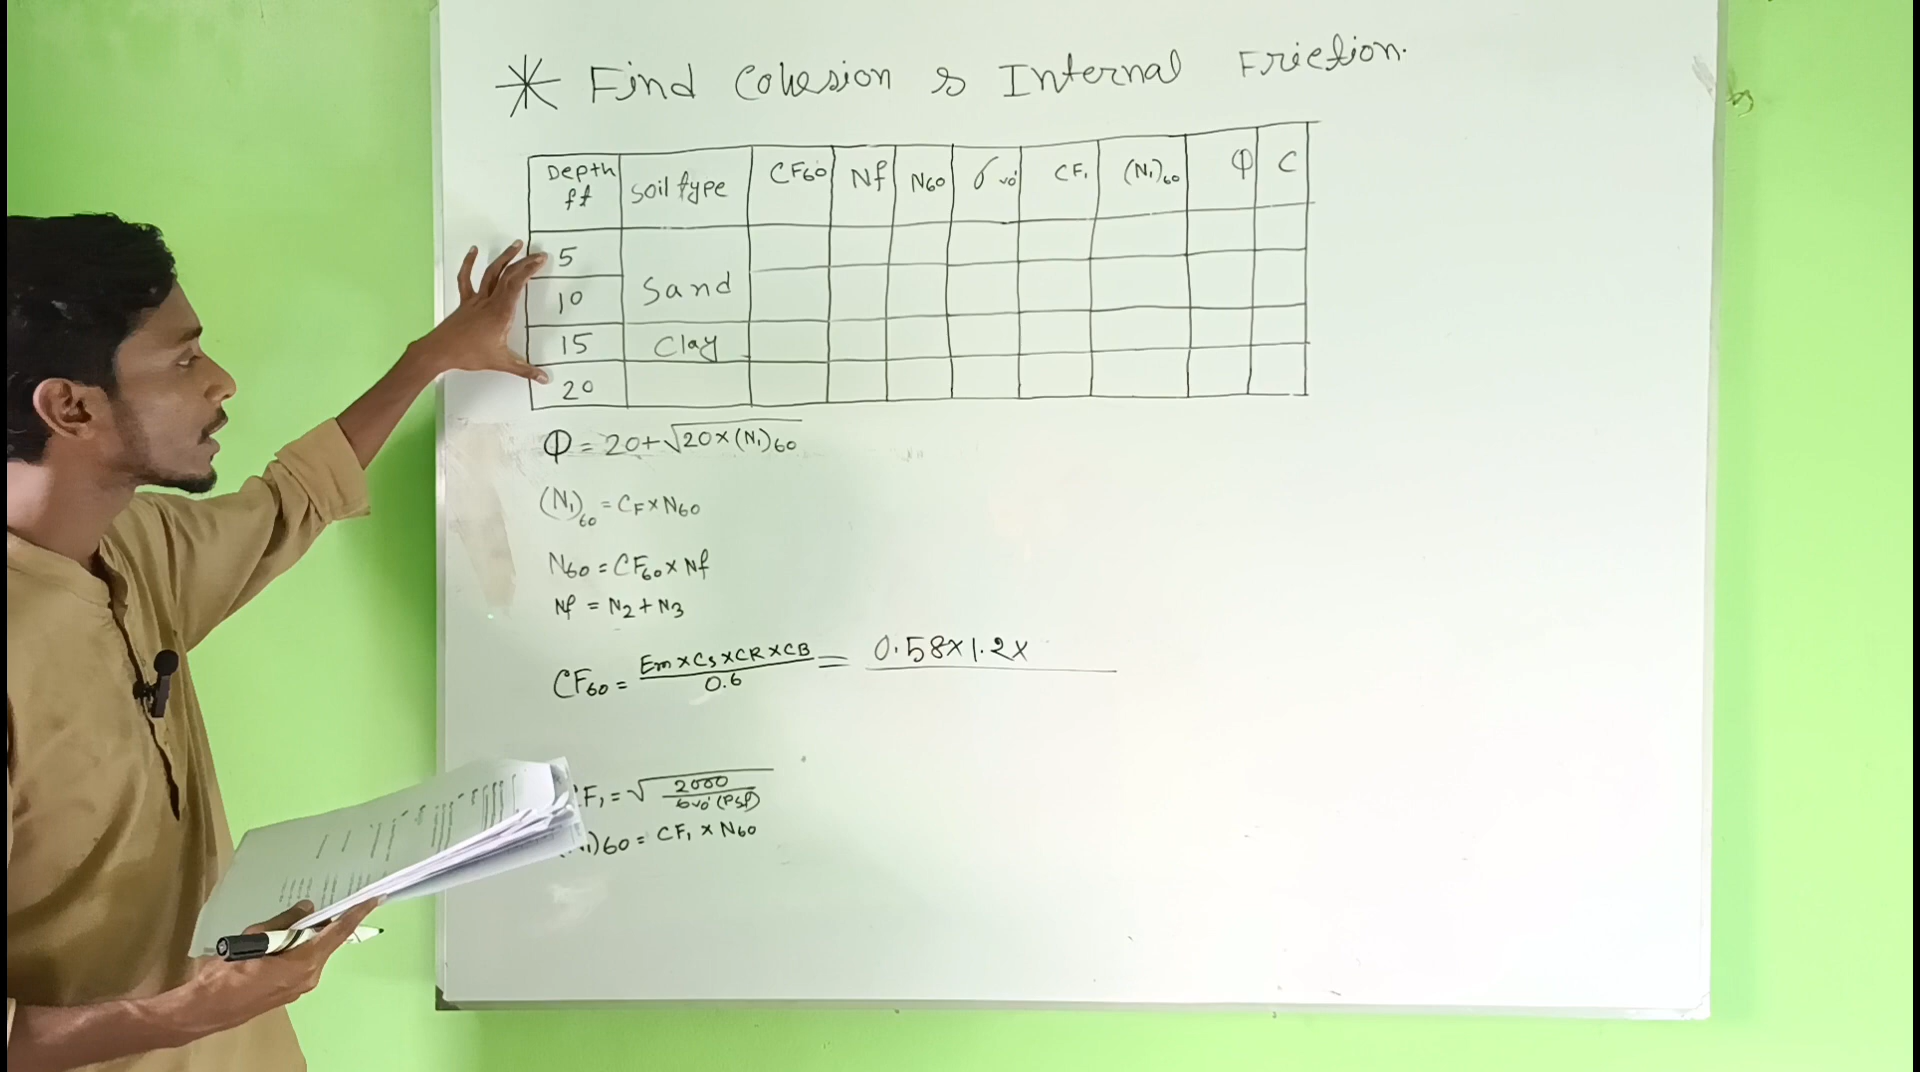 * Find Cohesion & Internal Friction.
Depth ft soil type CF60 Nf N60 σvo' CF1 (N1)60 φ C
5
Sand
10
15 Clay
20
φ = 20+√20×(N1)60
(N1)60 = CF×N60
N60 = CF60×Nf
Nf = N2+N3
CF60 = Em×Cs×CR×CB / 0.6 = 0.58×1.2×
F1 = √2000 / σvo' (Psf)
1)60 = CF1 × N60